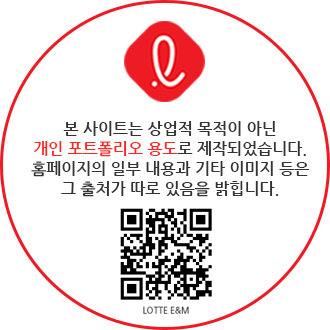 본 사이트는 상업적 목적이 아닌
개인 포트폴리오 용도로 제작되었습니다.
홈페이지의 일부 내용과 기타 이미지 등은
그 출처가 따로 있음을 밝힙니다.
LOTTE E&M